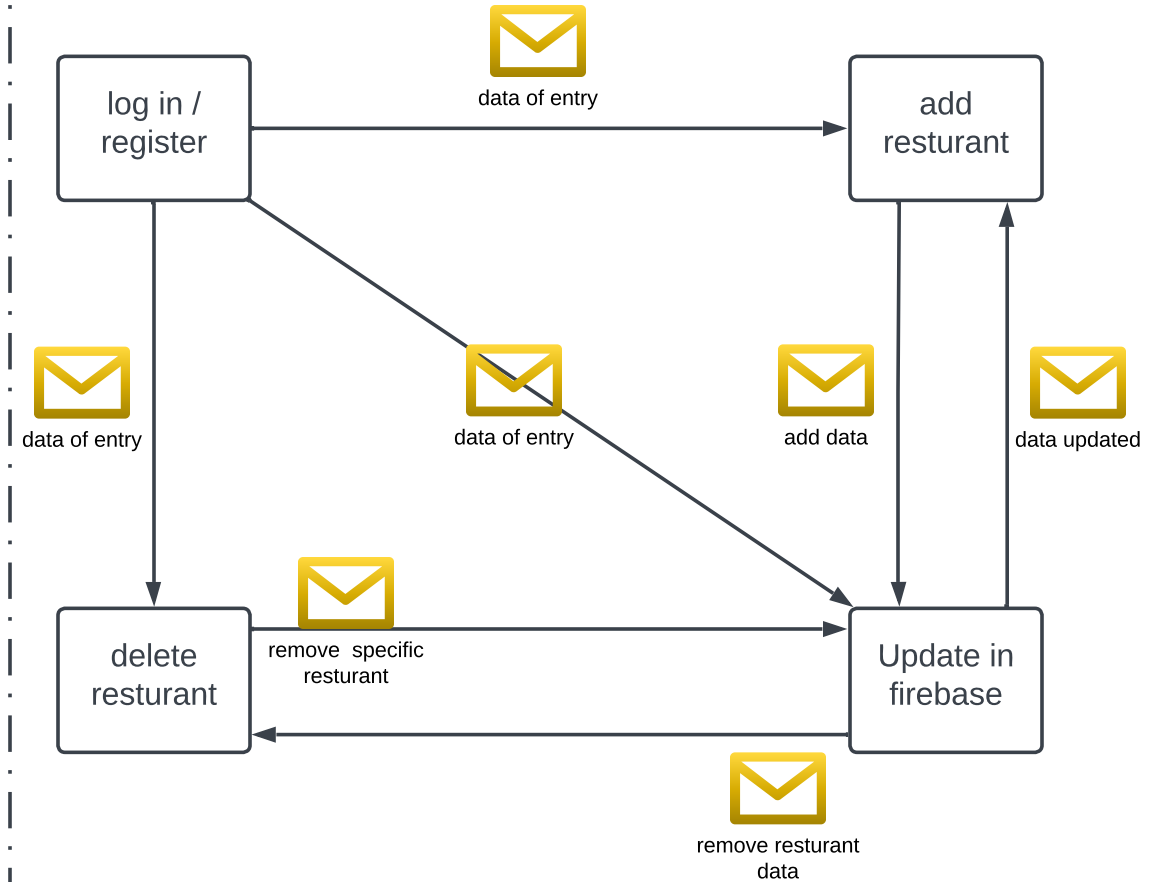 data of entry
log in /
register
add
resturant
data of entry
data of entry
add data
data updated
remove  specific
resturant
delete
resturant
Update in
firebase
remove resturant
data